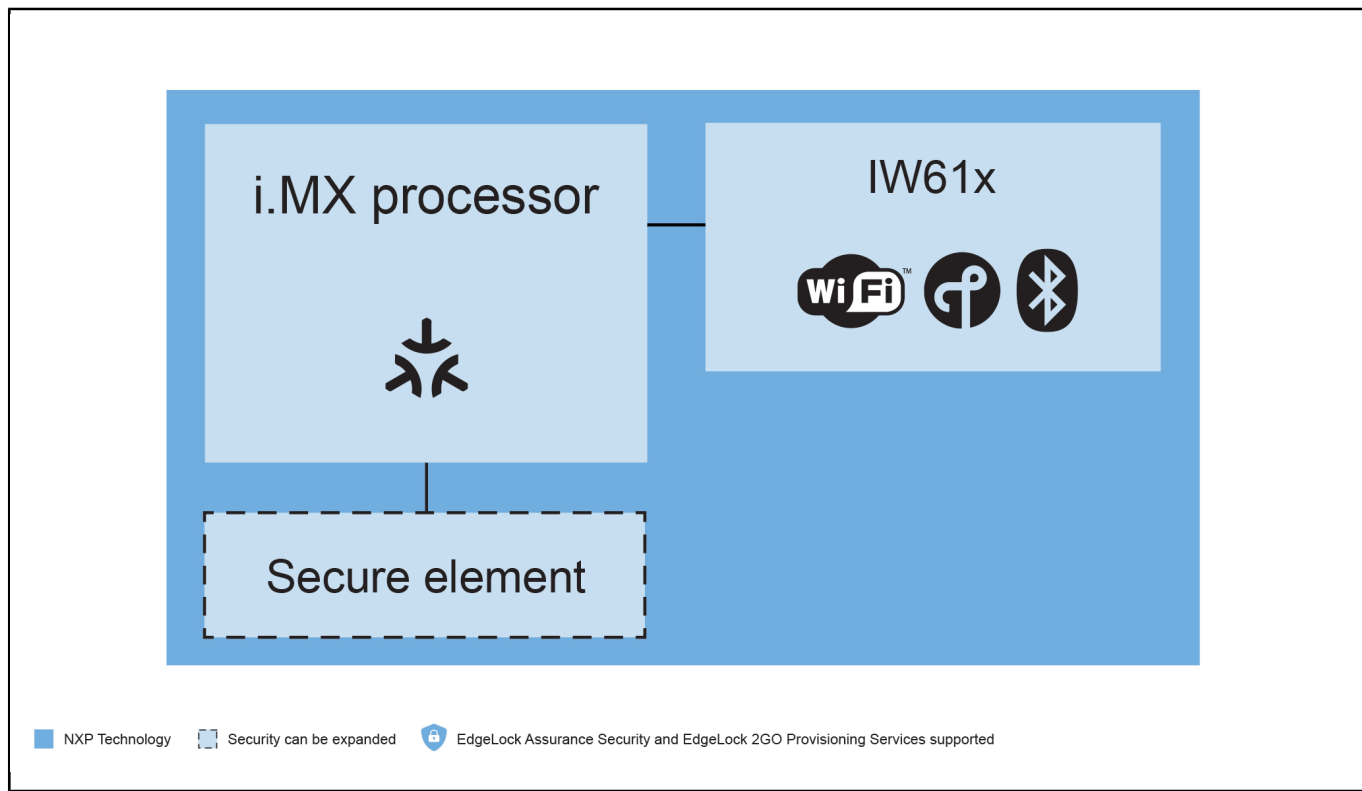 i.MX processor
IW61x
Wi Fi™
Secure element
NXP Technology
Security can be expanded
EdgeLock Assurance Security and EdgeLock 2GO Provisioning Services supported